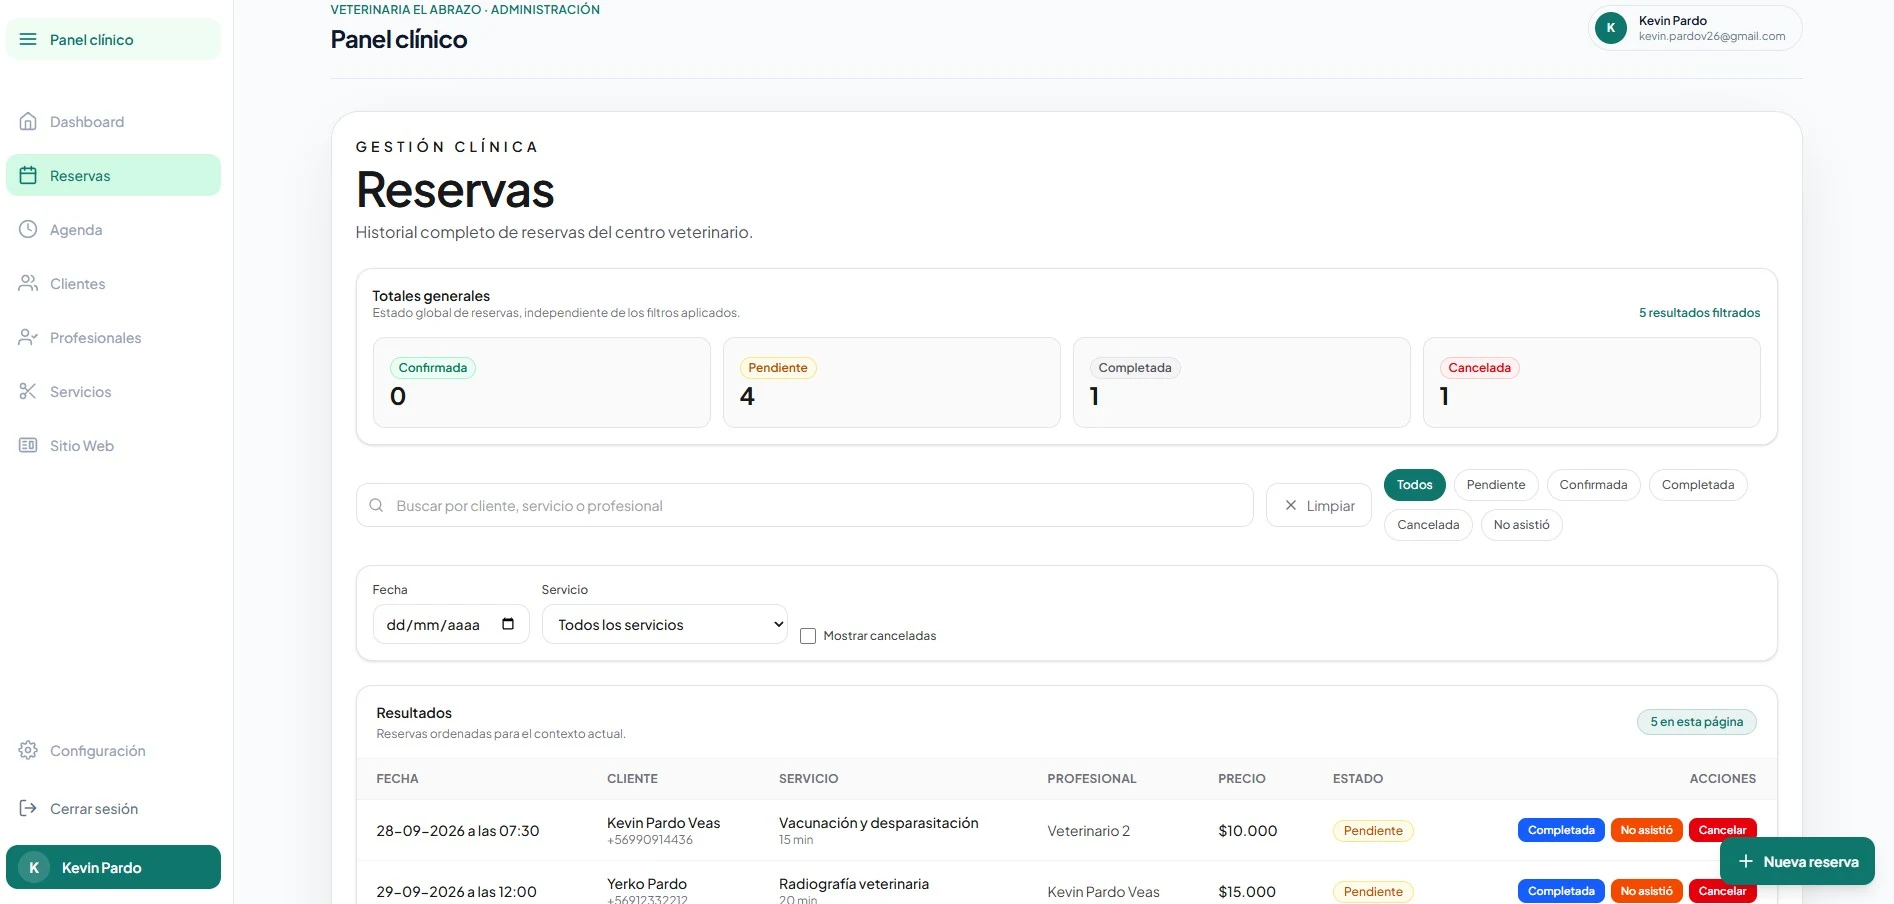 Panel clínico
Dashboard
Reservas
Agenda
Clientes
Profesionales
Servicios
Sitio Web
Configuración
Cerrar sesión
K Kevin Pardo
VETERINARIA EL ABRAZO · ADMINISTRACIÓN
Panel clínico
K Kevin Pardo
kevin.pardov26@gmail.com
GESTIÓN CLÍNICA
Reservas
Historial completo de reservas del centro veterinario.
Totales generales
Estado global de reservas, independiente de los filtros aplicados.
5 resultados filtrados
Confirmada
0
Pendiente
4
Completada
1
Cancelada
1
Buscar por cliente, servicio o profesional
Limpiar
Todos Pendiente Confirmada Completada
Cancelada No asistió
Fecha
dd/mm/aaaa
Servicio
Todos los servicios
Mostrar canceladas
Resultados
Reservas ordenadas para el contexto actual.
5 en esta página
FECHA CLIENTE SERVICIO PROFESIONAL PRECIO ESTADO ACCIONES
28-09-2026 a las 07:30 Kevin Pardo Veas Vacunación y desparasitación Veterinario 2 $10.000 Pendiente Completada No asistió Cancelar
+56990914436 15 min
29-09-2026 a las 12:00 Yerko Pardo Radiografía veterinaria Kevin Pardo Veas $15.000 Pendiente Completada No asistió Cancelar
+56912332212 20 min
Nueva reserva